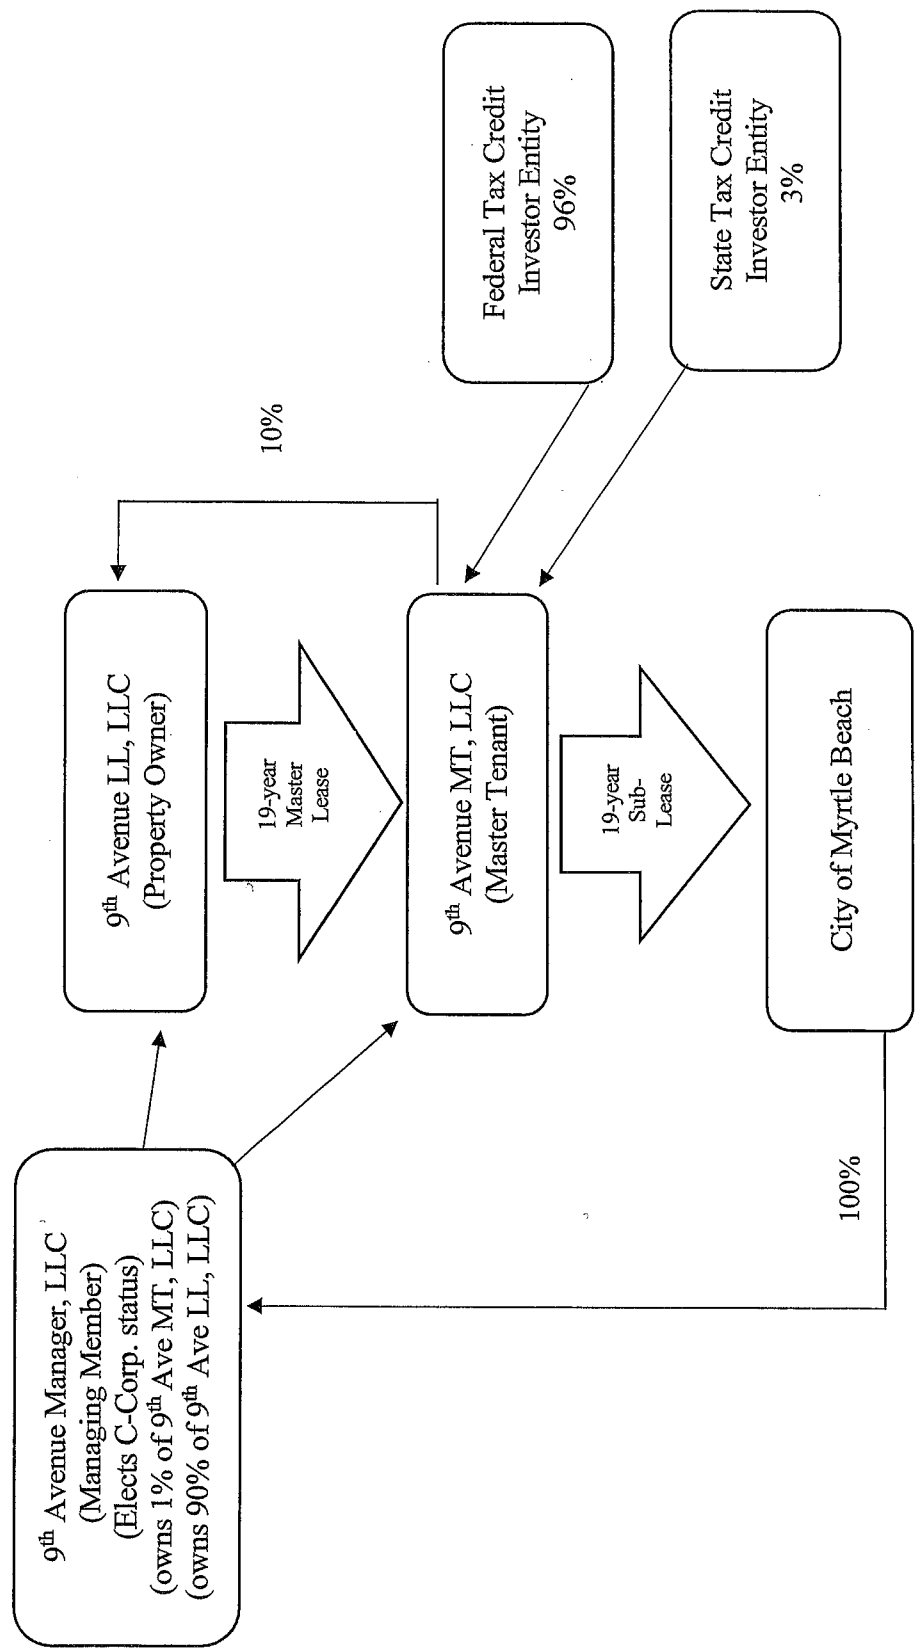 9th Avenue Manager, LLC
(Managing Member)
(Elects C-Corp. status)
(owns 1% of 9th Ave MT, LLC)
(owns 90% of 9th Ave LL, LLC)
9th Avenue LL, LLC
(Property Owner)
10%
19-year
Master
Lease
9th Avenue MT, LLC
(Master Tenant)
Federal Tax Credit
Investor Entity
96%
State Tax Credit
Investor Entity
3%
19-year
Sub-
Lease
100%
City of Myrtle Beach